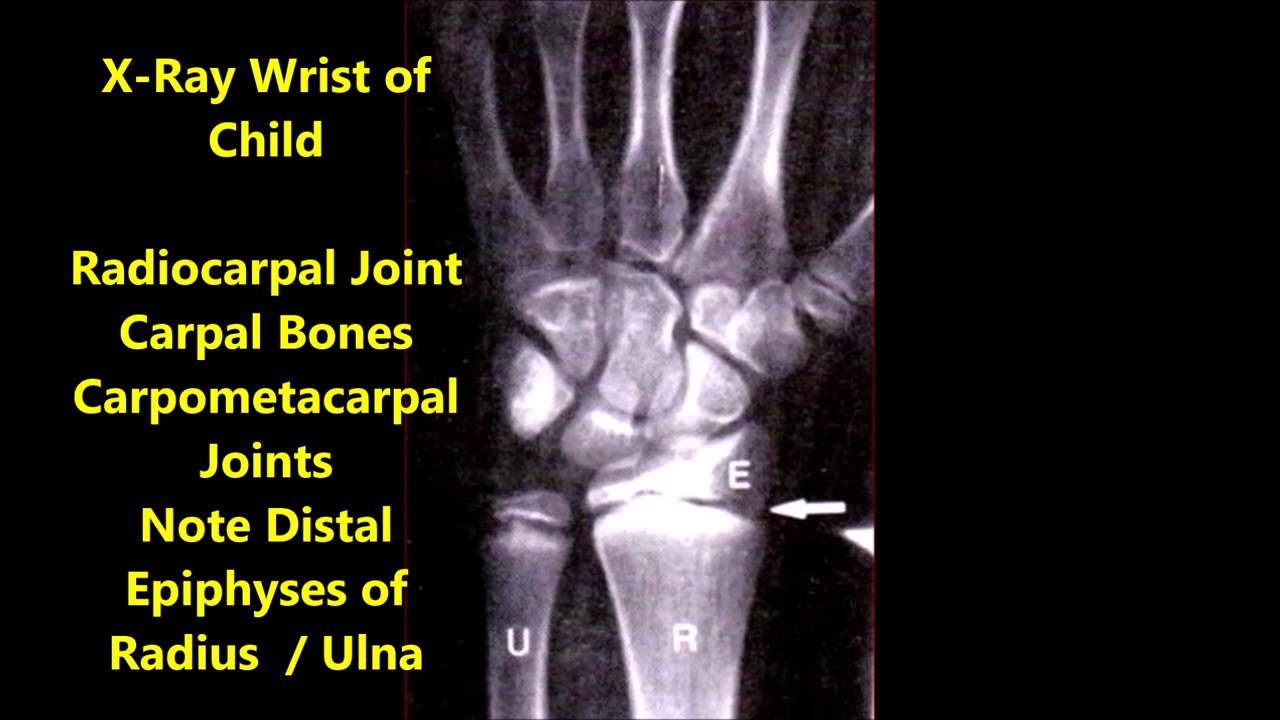 X-Ray Wrist of
Child
Radiocarpal Joint
Carpal Bones
Carpometacarpal
Joints
Note Distal
Epiphyses of
Radius / Ulna
E
U
R